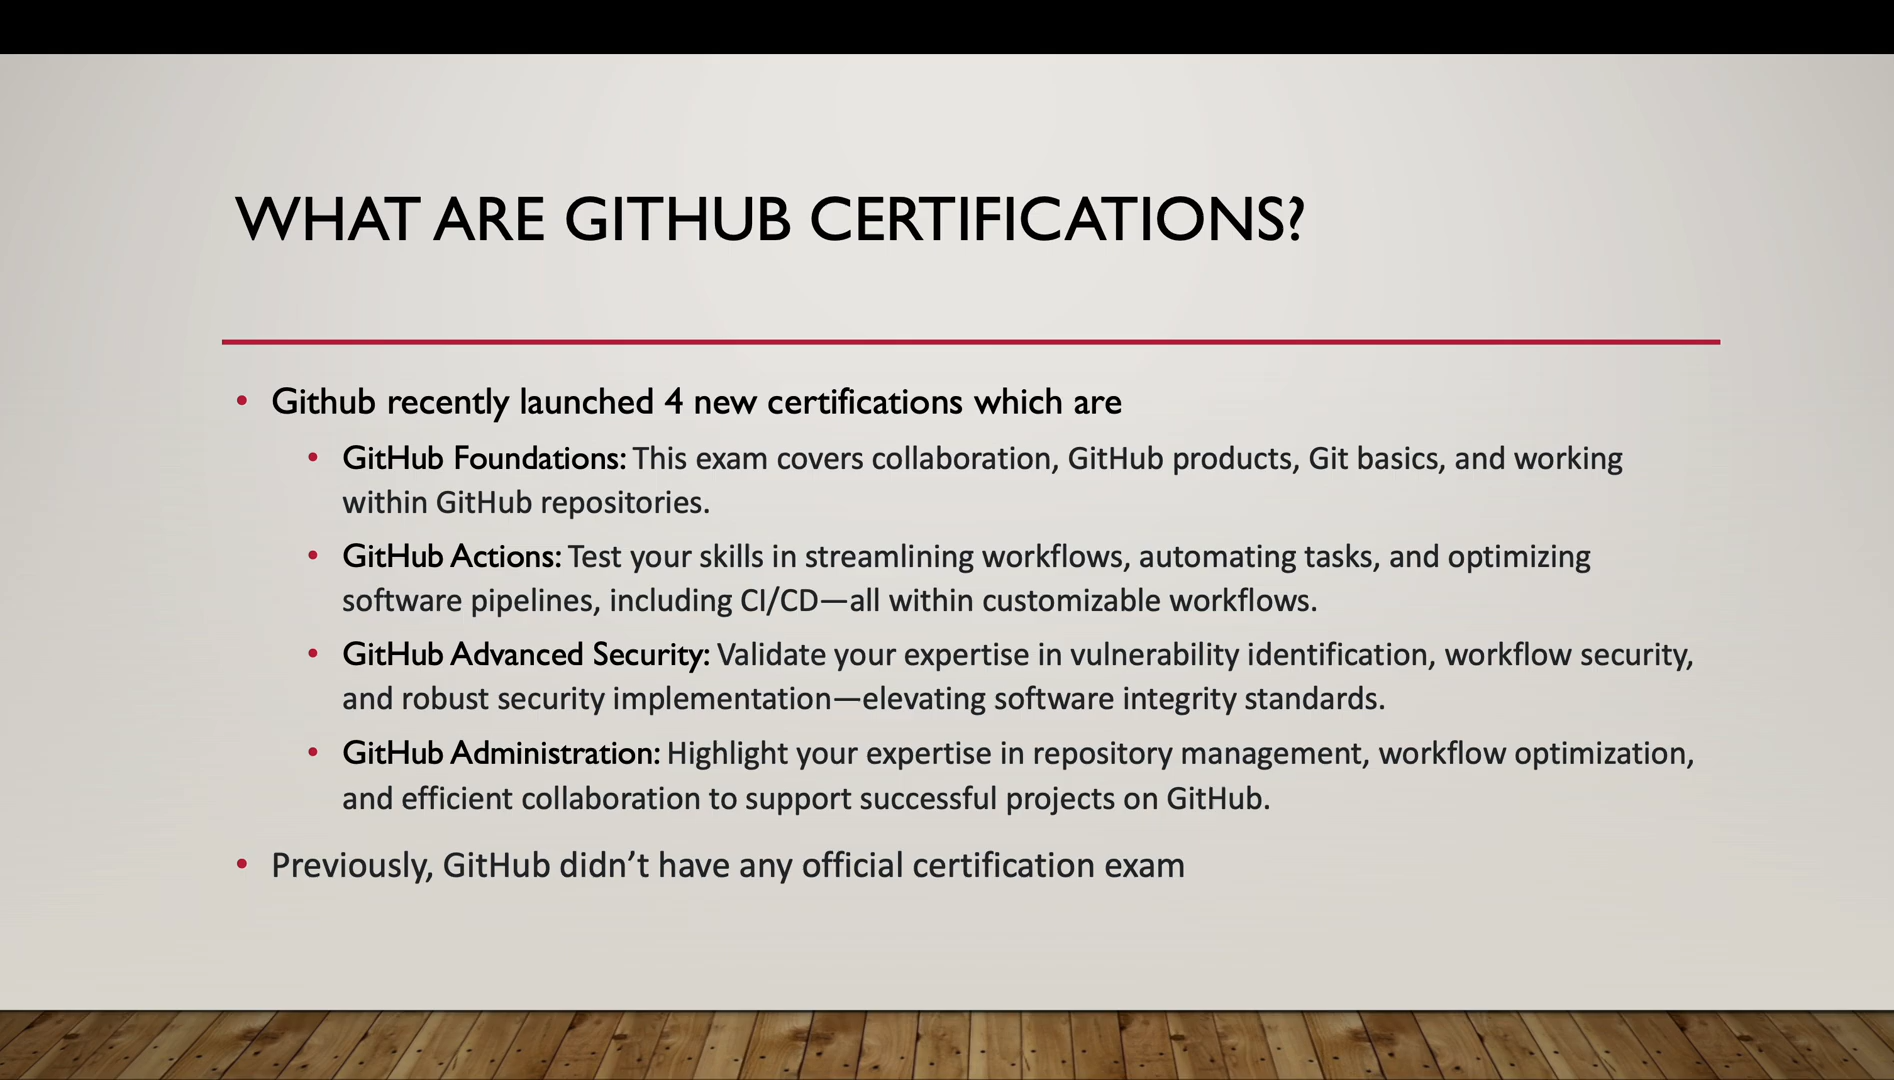 WHAT ARE GITHUB CERTIFICATIONS?
• Github recently launched 4 new certifications which are
• GitHub Foundations: This exam covers collaboration, GitHub products, Git basics, and working
within GitHub repositories.
• GitHub Actions: Test your skills in streamlining workflows, automating tasks, and optimizing
software pipelines, including CI/CD—all within customizable workflows.
• GitHub Advanced Security: Validate your expertise in vulnerability identification, workflow security,
and robust security implementation—elevating software integrity standards.
• GitHub Administration: Highlight your expertise in repository management, workflow optimization,
and efficient collaboration to support successful projects on GitHub.
• Previously, GitHub didn’t have any official certification exam